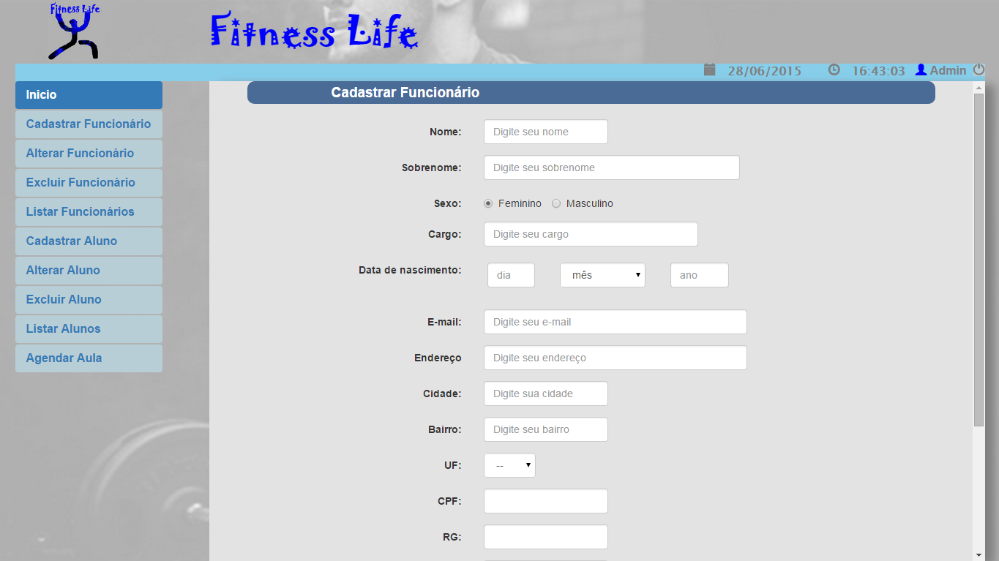 Fitness Life
Fitness Life
28/06/2015 16:43:03 Admin
Inicio
Cadastrar Funcionário
Alterar Funcionário
Excluir Funcionário
Listar Funcionários
Cadastrar Aluno
Alterar Aluno
Excluir Aluno
Listar Alunos
Agendar Aula
Cadastrar Funcionário
Nome: Digite seu nome
Sobrenome: Digite seu sobrenome
Sexo: Feminino Masculino
Cargo: Digite seu cargo
Data de nascimento: dia mês ano
E-mail: Digite seu e-mail
Endereço Digite seu endereço
Cidade: Digite sua cidade
Bairro: Digite seu bairro
UF: --
CPF:
RG: